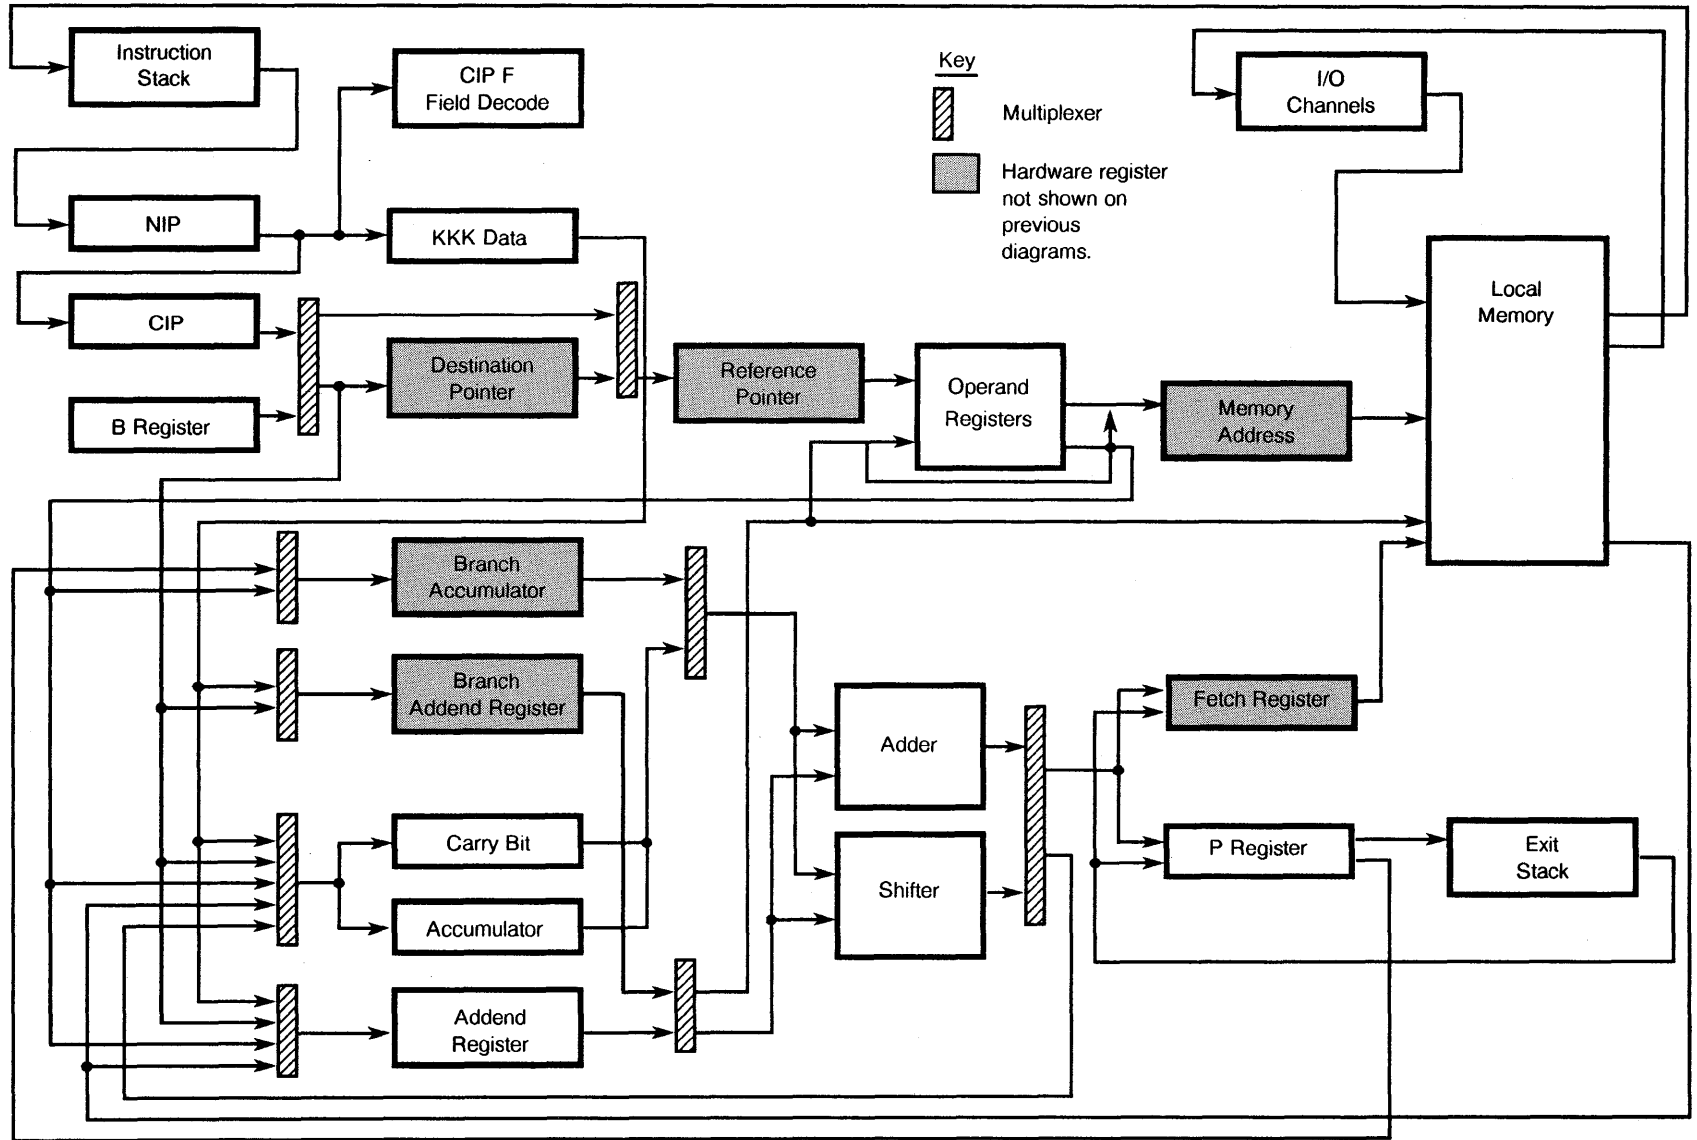 Instruction
Stack
CIP F
Field Decode
Key
Multiplexer
Hardware register
not shown on
previous
diagrams.
I/O
Channels
NIP
KKK Data
CIP
Local
Memory
Destination
Pointer
Reference
Pointer
Operand
Registers
Memory
Address
B Register
Branch
Accumulator
Branch
Addend Register
Fetch Register
Adder
Carry Bit
P Register
Exit
Stack
Shifter
Accumulator
Addend
Register